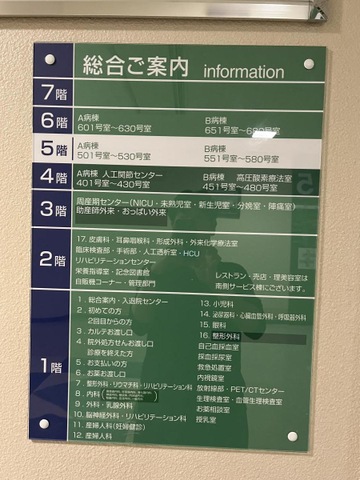 総合ご案内 information
7階
6階
A病棟
601号室～630号室
B病棟
651号室～680号室
5階
A病棟
501号室～530号室
B病棟
551号室～580号室
4階
A病棟 人工関節センター
401号室～430号室
B病棟 高圧酸素療法室
451号室～480号室
3階
周産期センター(NICU・未熟児室・新生児室・分娩室・陣痛室)
助産師外来・おっぱい外来
2階
17. 皮膚科・耳鼻咽喉科・形成外科・外来化学療法室
臨床検査部・手術部・人工透析室・HCU
リハビリテーションセンター
栄養指導室・記念図書館
自販機コーナー・管理部門
レストラン・売店・理美容室は
南側サービス棟にございます。
1階
1. 総合案内・入退院センター
2. 初めての方
2回目からの方
3. カルテお渡し口
4. 院外処方せんお渡し口
診察を終えた方
5. お支払いの方
6. お薬お渡し口
7. 整形外科・リウマチ科・リハビリテーション科
8. 内科
9. 外科・乳腺外科
10. 脳神経外科・リハビリテーション科
11. 産婦人科(妊婦健診)
12. 産婦人科
13. 小児科
14. 泌尿器科・心臓血管外科・呼吸器外科
15. 眼科
16. 整形外科
自己血採血室
採血採尿室
救急処置室
内視鏡室
放射線部・PET/CTセンター
生理検査室・血管生理検査室
お薬相談室
授乳室